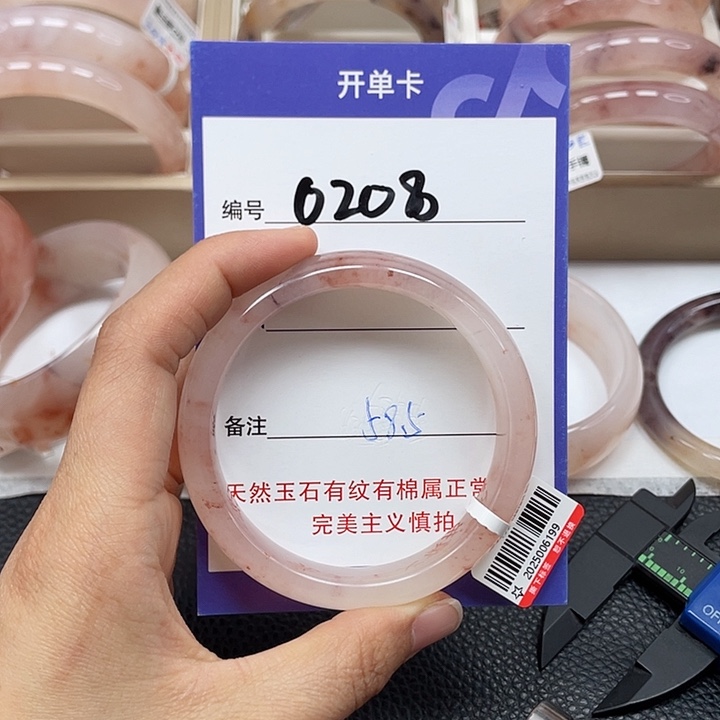 开单卡
编号 0208
备注 58.5
天然玉石有纹有棉属正常
完美主义慎拍
2025006199
OFF